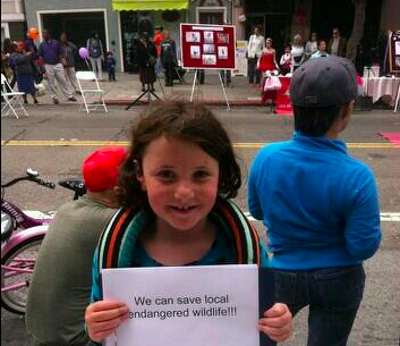 We can save local
endangered wildlife!!!